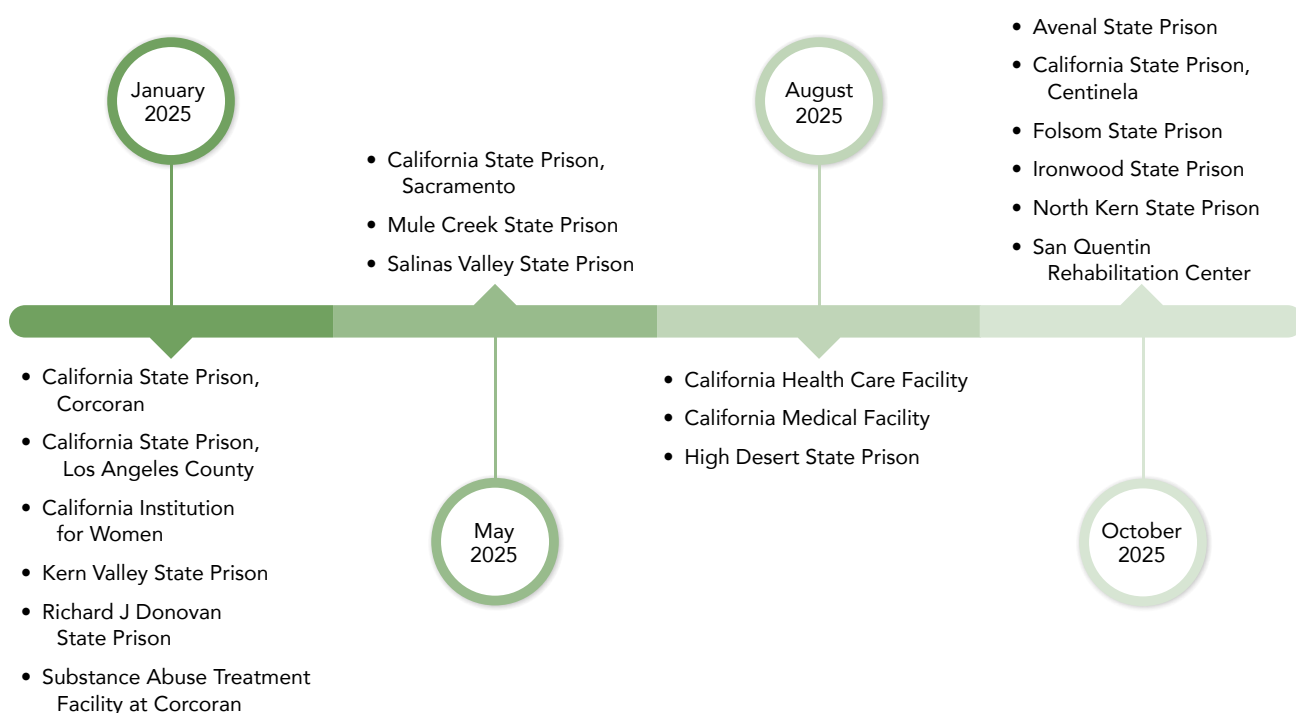 January
2025
• California State Prison,
Corcoran
• California State Prison,
Los Angeles County
• California Institution
for Women
• Kern Valley State Prison
• Richard J Donovan
State Prison
• Substance Abuse Treatment
Facility at Corcoran
• California State Prison,
Sacramento
• Mule Creek State Prison
• Salinas Valley State Prison
May
2025
August
2025
• California Health Care Facility
• California Medical Facility
• High Desert State Prison
• Avenal State Prison
• California State Prison,
Centinela
• Folsom State Prison
• Ironwood State Prison
• North Kern State Prison
• San Quentin
Rehabilitation Center
October
2025